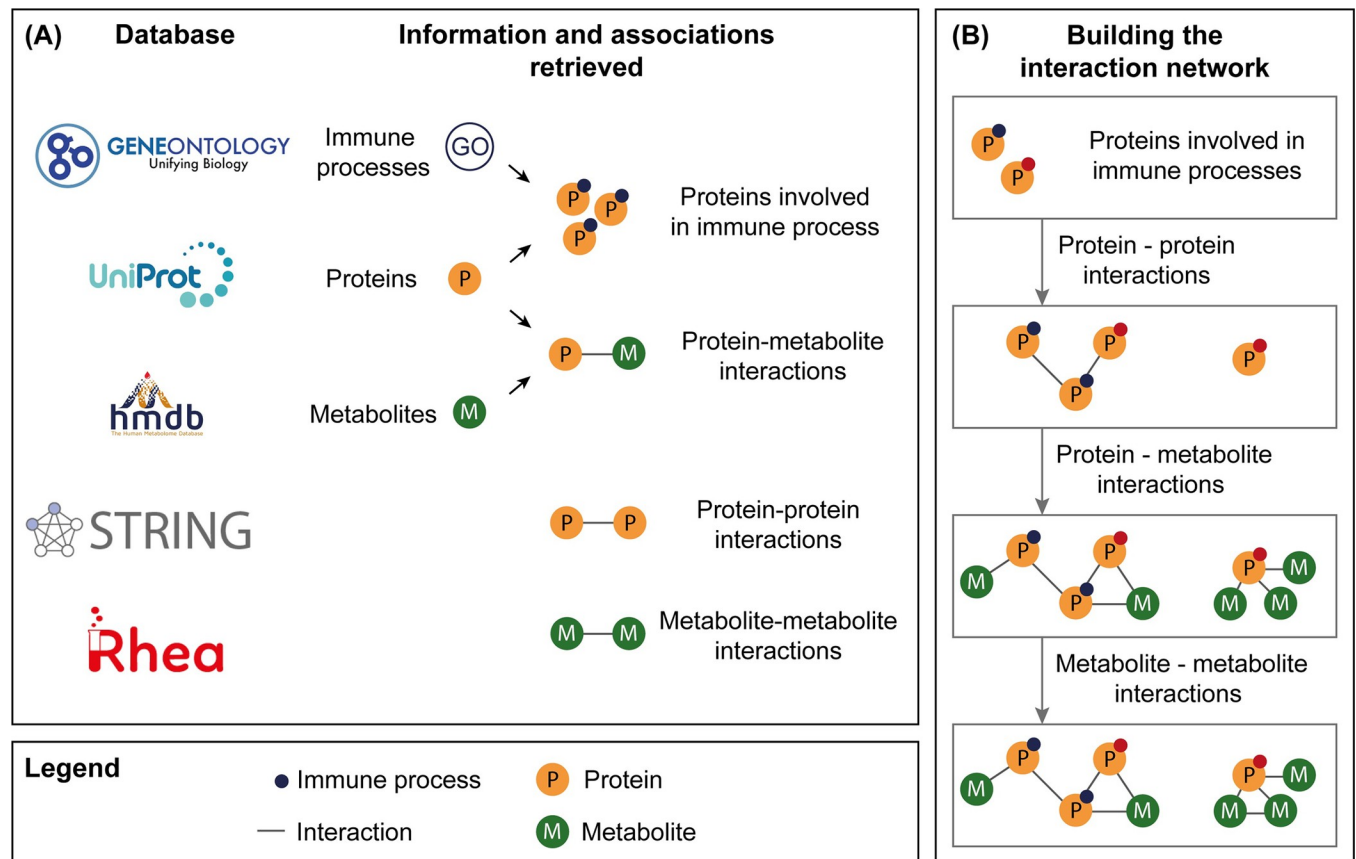 (A) Database
Information and associations
retrieved
GENEONTOLOGY
Unifying Biology
Immune
processes
GO
P
P
P
Proteins involved
in immune process
UniProt
Proteins
P
P
M
Protein-metabolite
interactions
hmdb
The Human Metabolome Database
Metabolites
M
STRING
P
P
Protein-protein
interactions
Rhea
M
M
Metabolite-metabolite
interactions
Legend
Immune process
P
Protein
Interaction
M
Metabolite
(B)
Building the
interaction network
P
P
Proteins involved in
immune processes
Protein - protein
interactions
P
P
P
P
Protein - metabolite
interactions
P
P
M
P
M
P
M
M
M
Metabolite - metabolite
interactions
P
P
M
P
M
P
M
M
M